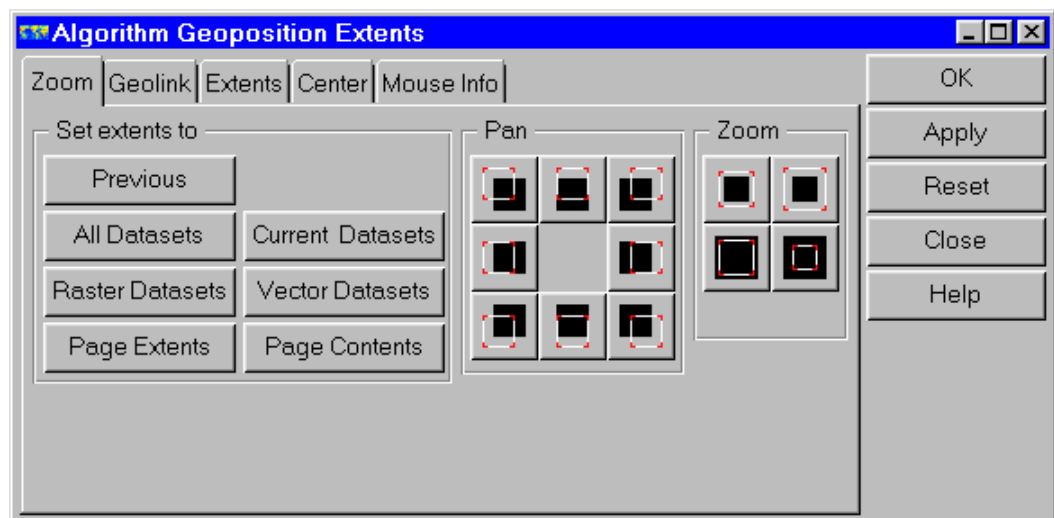 Algorithm Geoposition Extents
Zoom Geolink Extents Center Mouse Info
Set extents to
Previous
All Datasets Current Datasets
Raster Datasets Vector Datasets
Page Extents Page Contents
Pan
Zoom
OK
Apply
Reset
Close
Help